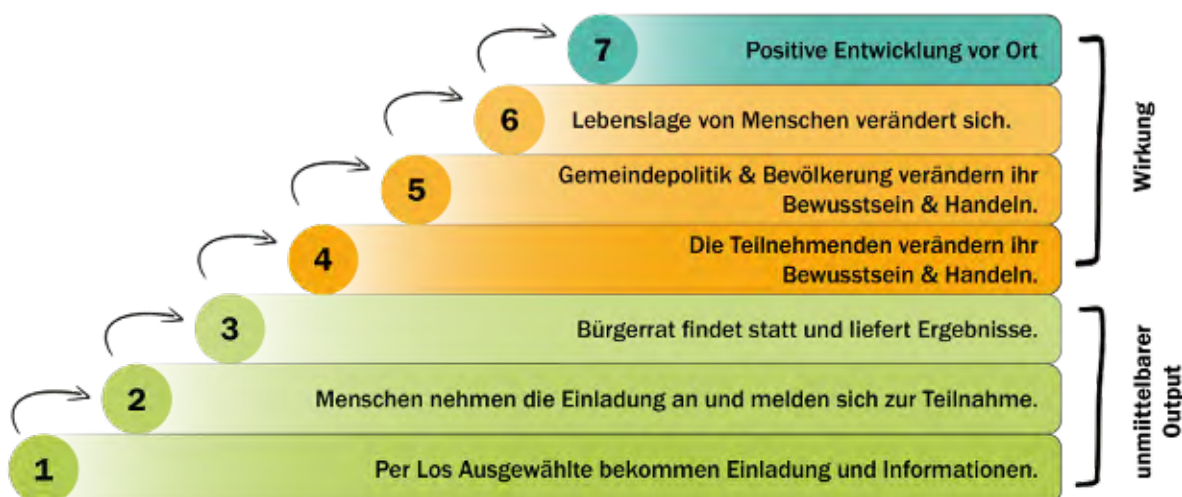 7
Positive Entwicklung vor Ort
6
Lebenslage von Menschen verändert sich.
5
Gemeindepolitik & Bevölkerung verändern ihr
Bewusstsein & Handeln.
4
Die Teilnehmenden verändern ihr
Bewusstsein & Handeln.
Wirkung
3
Bürgerrat findet statt und liefert Ergebnisse.
2
Menschen nehmen die Einladung an und melden sich zur Teilnahme.
1
Per Los Ausgewählte bekommen Einladung und Informationen.
unmiittelbarer
Output